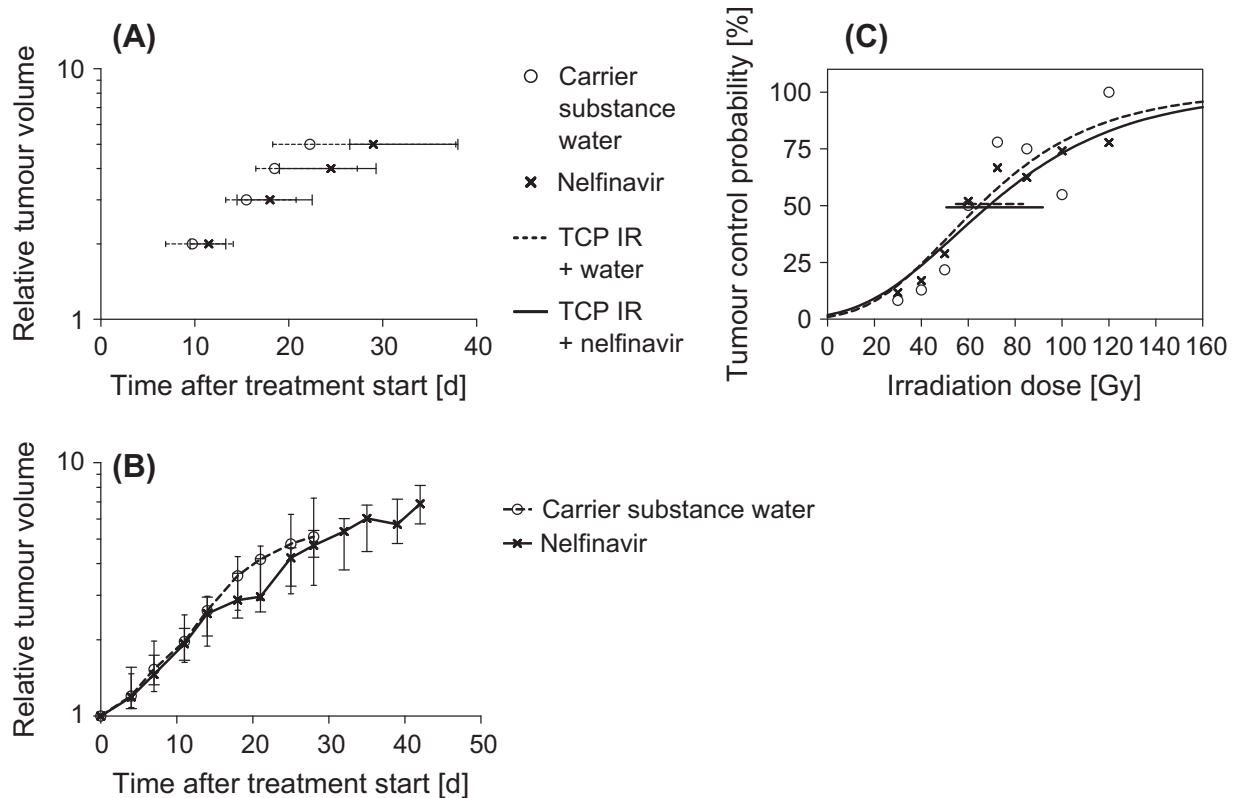 (A)
Relative tumour volume
10
1
0
10
20
30
40
Time after treatment start [d]
Carrier
substance
water
Nelfinavir
TCP IR
+ water
TCP IR
+ nelfinavir
(C)
Tumour control probability [%]
100
75
50
25
0
0
20
40
60
80
100
120
140
160
Irradiation dose [Gy]
(B)
Relative tumour volume
10
1
0
10
20
30
40
50
Time after treatment start [d]
Carrier substance water
Nelfinavir